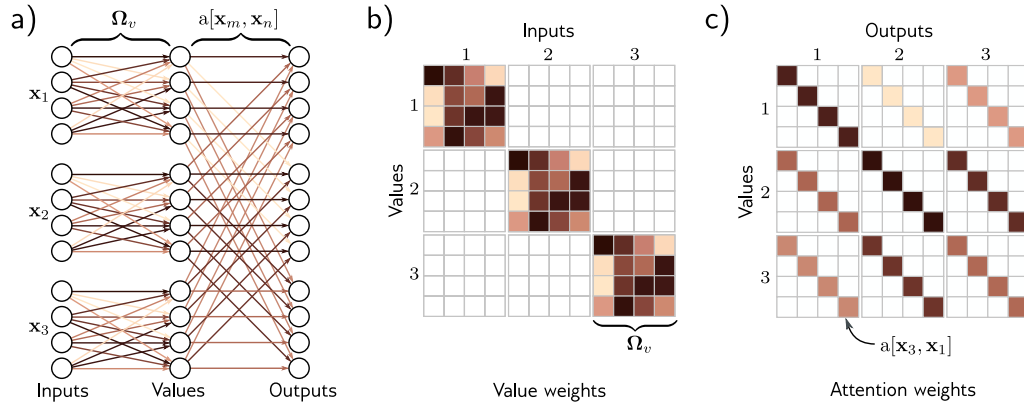 a)
Ω_v
a[x_m, x_n]
x_1
x_2
x_3
Inputs
Values
Outputs
b)
Inputs
1
2
3
Values
1
2
3
Ω_v
Value weights
c)
Outputs
1
2
3
Values
1
2
3
a[x_3, x_1]
Attention weights